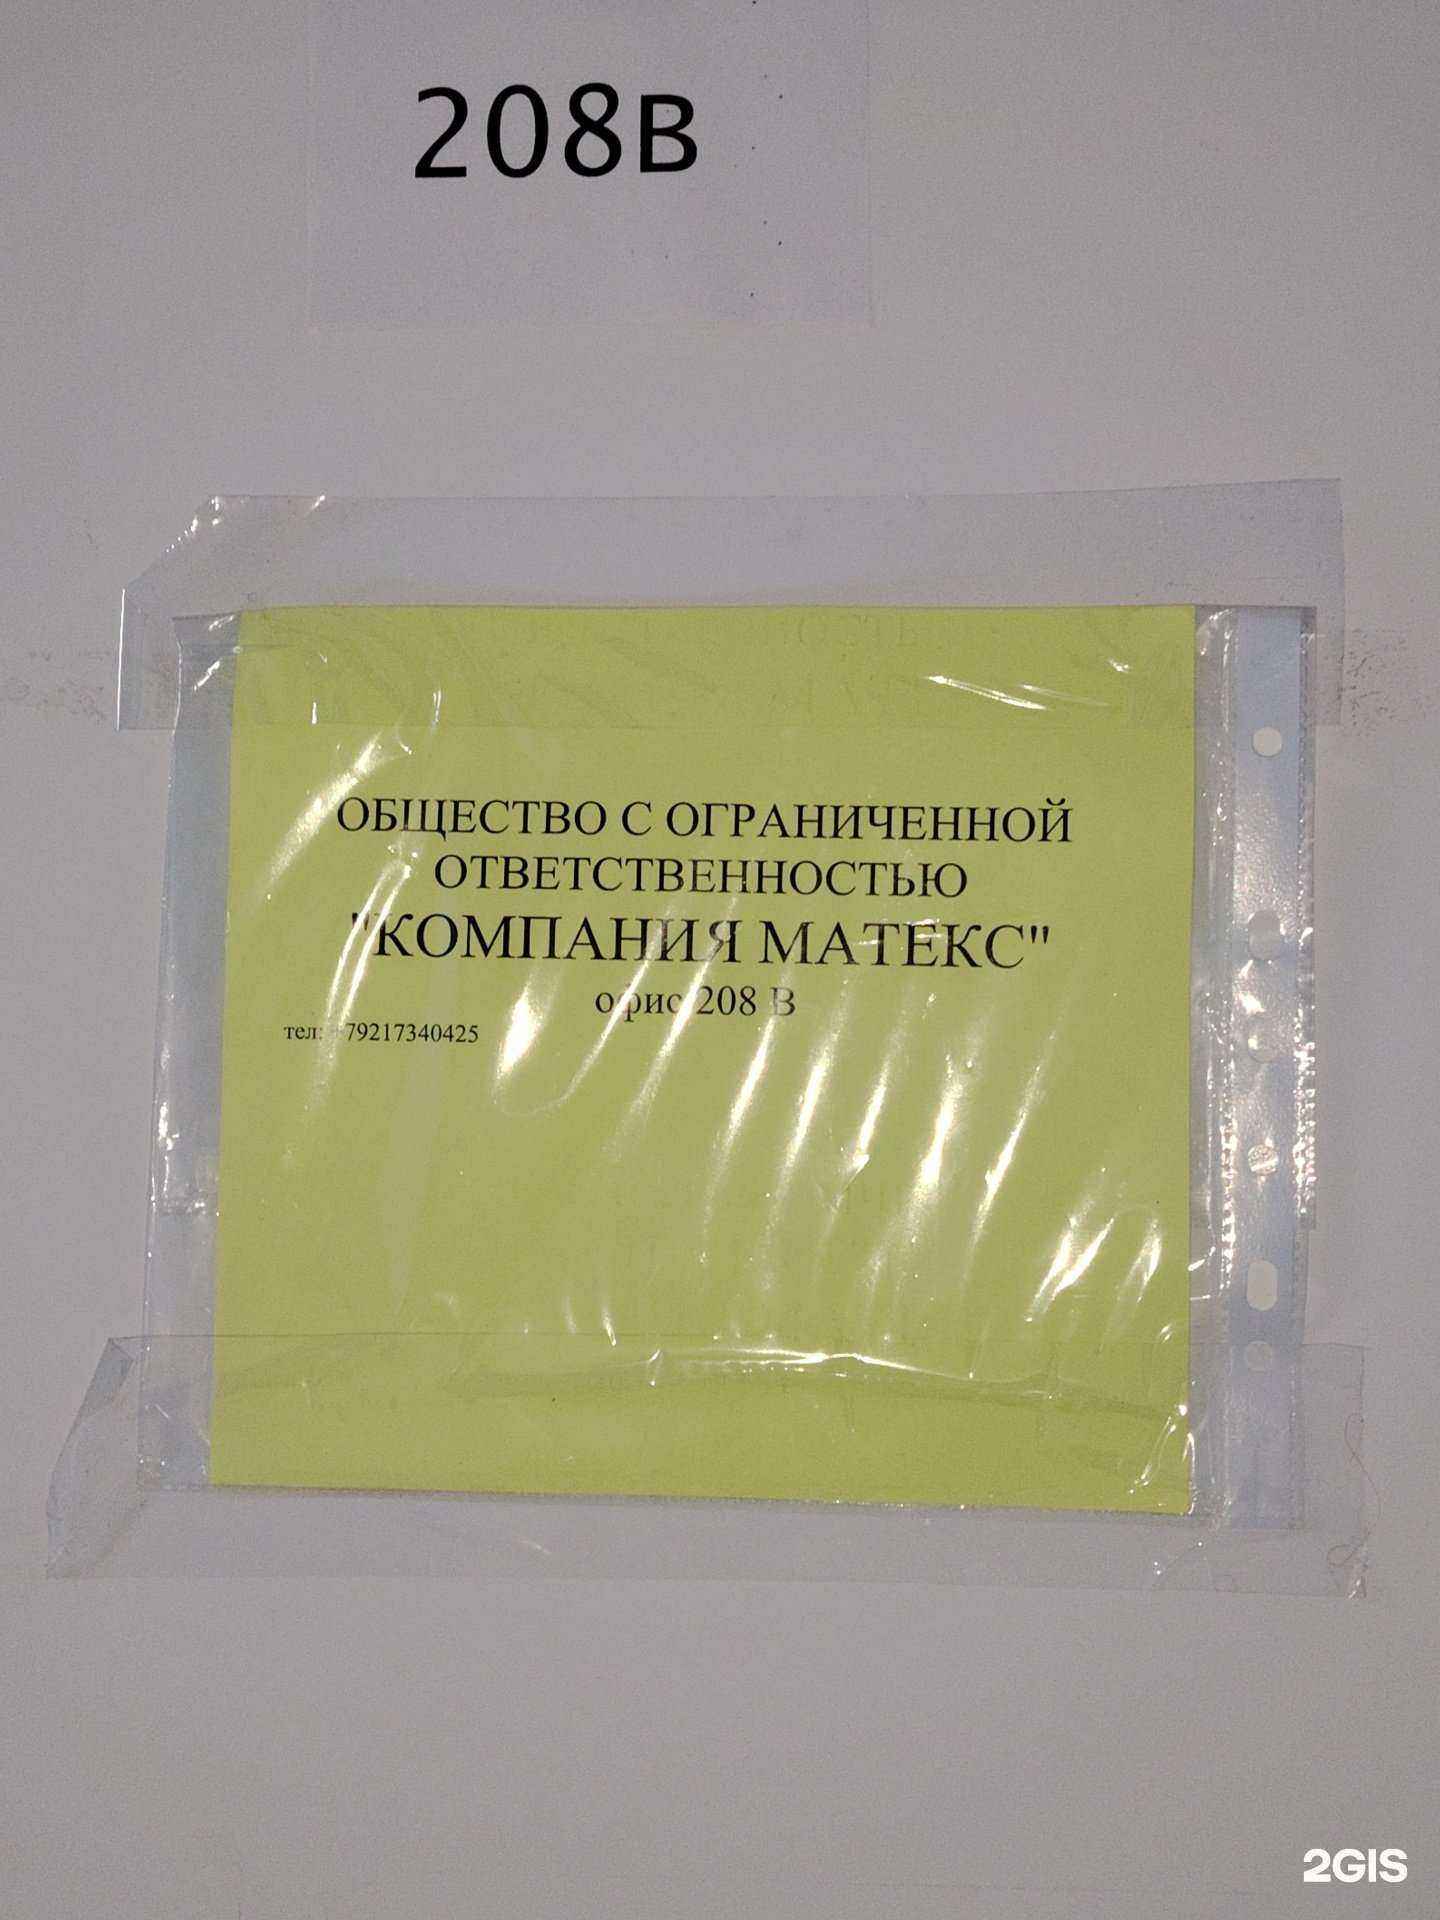 208В
ОБЩЕСТВО С ОГРАНИЧЕННОЙ
ОТВЕТСТВЕННОСТЬЮ
"КОМПАНИЯ МАТЕКС"
офис 208 В
тел: +79217340425
2GIS